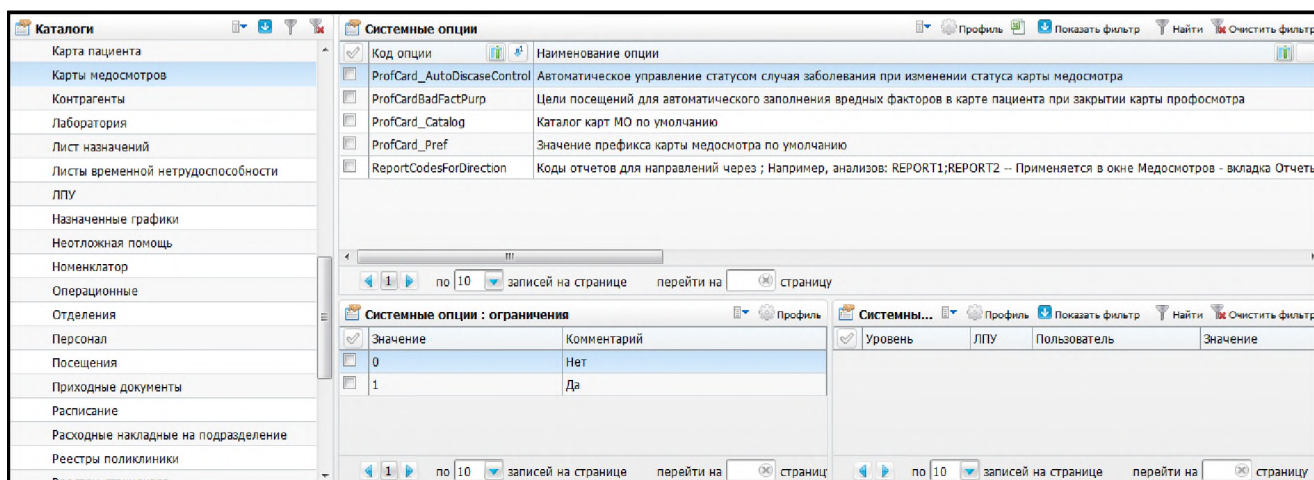 Каталоги
Карта пациента
Карты медосмотров
Контрагенты
Лаборатория
Лист назначений
Листы временной нетрудоспособности
ЛПУ
Назначенные графики
Неотложная помощь
Номенклатор
Операционные
Отделения
Персонал
Посещения
Приходные документы
Расписание
Расходные накладные на подразделение
Реестры поликлиники
Системные опции Профиль Показать фильтр Найти Очистить фильтр
Код опции Наименование опции
ProfCard_AutoDiscaseControl Автоматическое управление статусом случая заболевания при изменении статуса карты медосмотра
ProfCardBadFactPurp Цели посещений для автоматического заполнения вредных факторов в карте пациента при закрытии карты профосмотра
ProfCard_Catalog Каталог карт МО по умолчанию
ProfCard_Pref Значение префикса карты медосмотра по умолчанию
ReportCodesForDirection Коды отчетов для направлений через ; Например, анализов: REPORT1;REPORT2 -- Применяется в окне Медосмотров - вкладка Отчеты
1 по 10 записей на странице перейти на страницу
Системные опции : ограничения Профиль
Значение Комментарий
0 Нет
1 Да
1 по 10 записей на странице перейти на страниц
Системны... Профиль Показать фильтр Найти Очистить фильтр
Уровень ЛПУ Пользователь Значение
по 10 записей на странице перейти на страницу